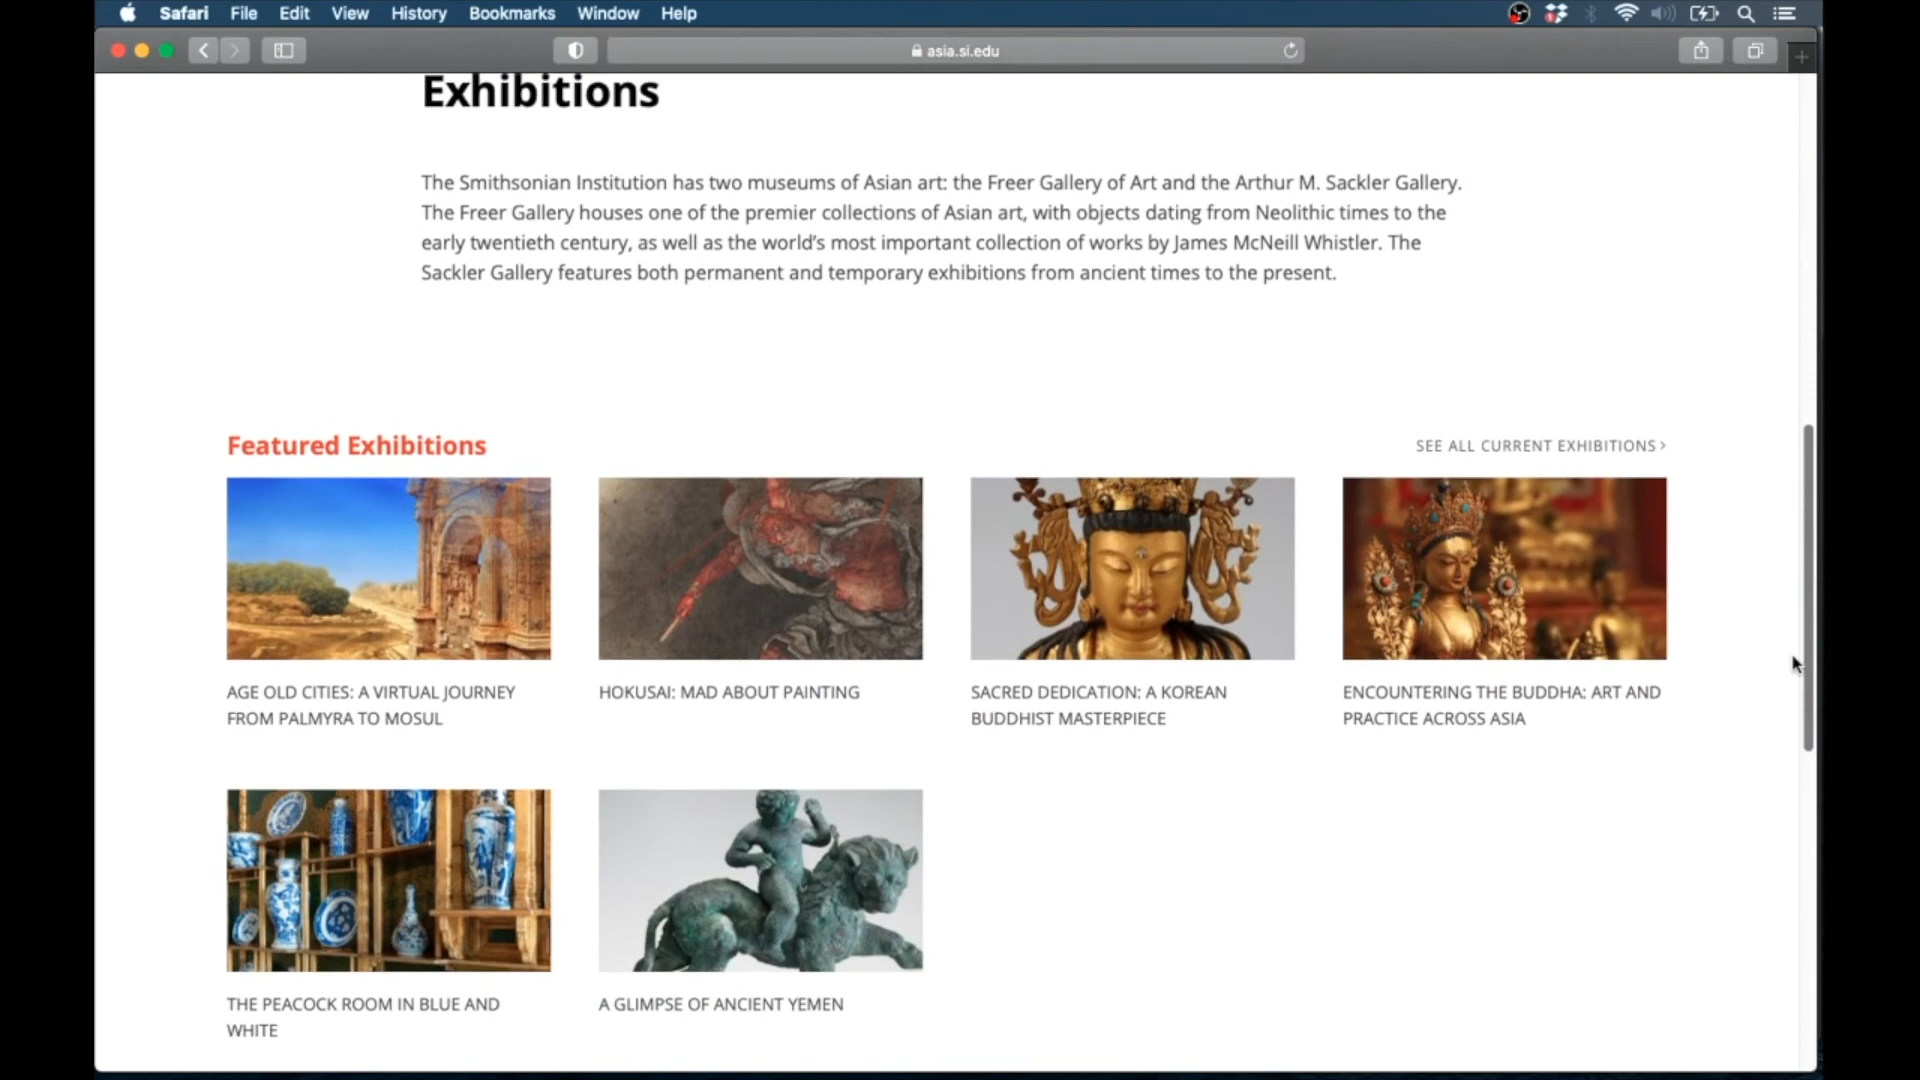 Safari File Edit View History Bookmarks Window Help
asia.si.edu
Exhibitions
The Smithsonian Institution has two museums of Asian art: the Freer Gallery of Art and the Arthur M. Sackler Gallery.
The Freer Gallery houses one of the premier collections of Asian art, with objects dating from Neolithic times to the
early twentieth century, as well as the world’s most important collection of works by James McNeill Whistler. The
Sackler Gallery features both permanent and temporary exhibitions from ancient times to the present.
Featured Exhibitions
SEE ALL CURRENT EXHIBITIONS ›
AGE OLD CITIES: A VIRTUAL JOURNEY
FROM PALMYRA TO MOSUL
HOKUSAI: MAD ABOUT PAINTING
SACRED DEDICATION: A KOREAN
BUDDHIST MASTERPIECE
ENCOUNTERING THE BUDDHA: ART AND
PRACTICE ACROSS ASIA
THE PEACOCK ROOM IN BLUE AND
WHITE
A GLIMPSE OF ANCIENT YEMEN